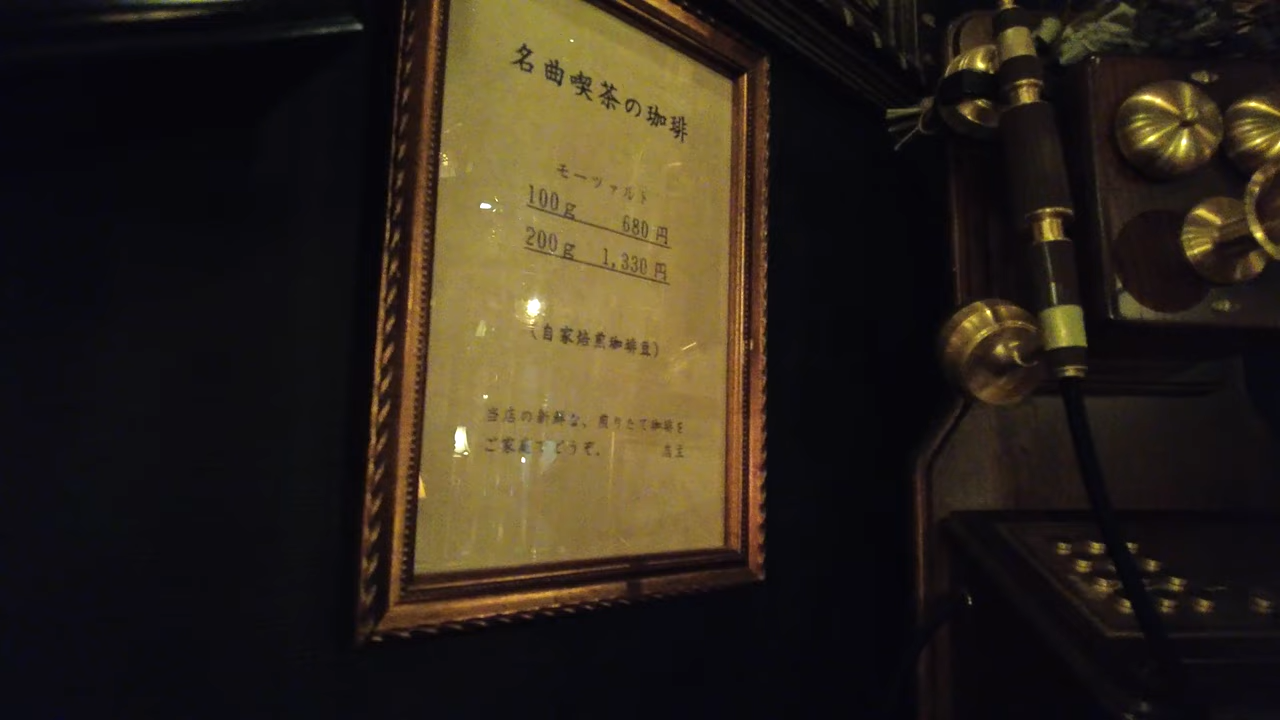 名曲喫茶の珈琲
モーツァルト
100g 680円
200g 1,330円
(自家焙煎珈琲豆)
当店の新鮮な、煎りたて珈琲を
ご家庭でどうぞ。 店主